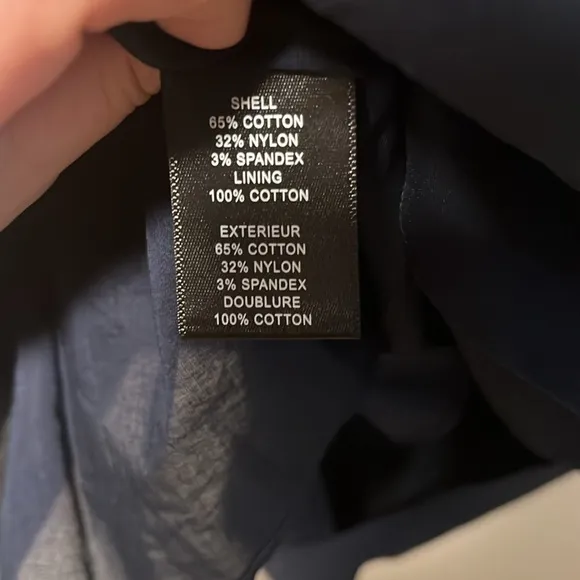 SHELL
65% COTTON
32% NYLON
3% SPANDEX
LINING
100% COTTON
EXTERIEUR
65% COTTON
32% NYLON
3% SPANDEX
DOUBLURE
100% COTTON